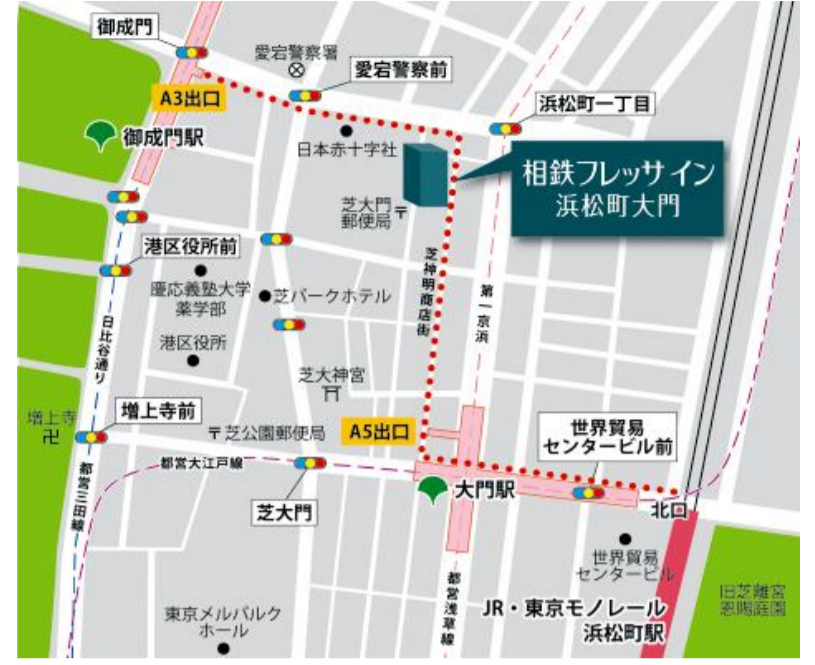 御成門
愛宕警察署
愛宕警察前
A3出口
浜松町一丁目
御成門駅
日本赤十字社
相鉄フレッサイン
浜松町大門
芝大門
郵便局〒
港区役所前
慶応義塾大学
薬学部
芝パークホテル
芝神明商店街
第一京浜
日比谷通り
港区役所
芝大神宮
増上寺
卍
増上寺前
〒芝公園郵便局
A5出口
世界貿易
センタービル前
都営大江戸線
都営三田線
芝大門
大門駅
北口
世界貿易
センタービル
都営浅草線
JR・東京モノレール
浜松町駅
旧芝離宮
恩賜庭園
東京メルパルク
ホール